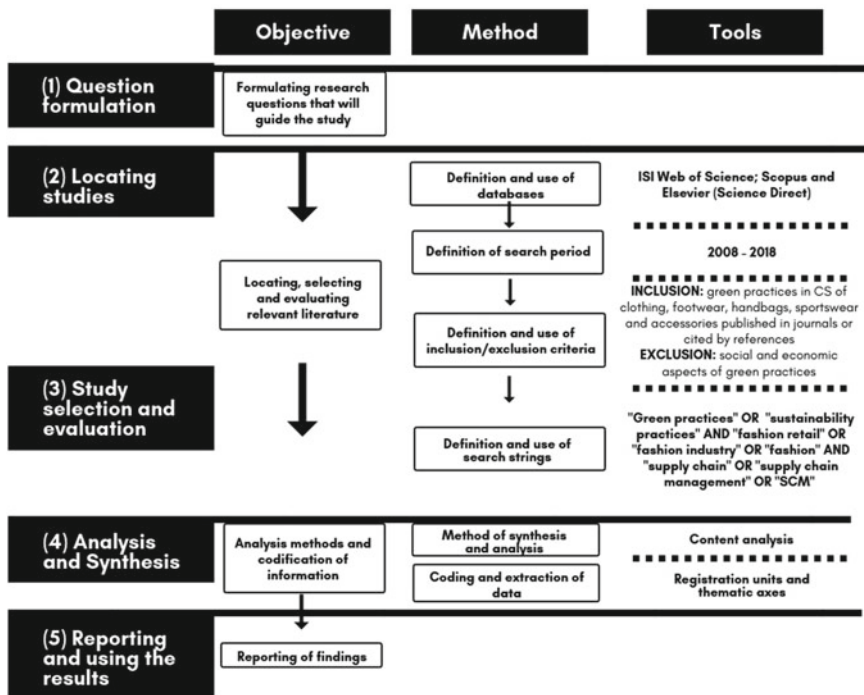 Objective
Method
Tools
(1) Question
formulation
Formulating research
questions that will
guide the study
(2) Locating
studies
Definition and use of
databases
ISI Web of Science; Scopus and
Elsevier (Science Direct)
Definition of search period
2008 - 2018
Locating, selecting
and evaluating
relevant literature
Definition and use of
inclusion/exclusion criteria
INCLUSION: green practices in CS of
clothing, footwear, handbags, sportswear
and accessories published in journals or
cited by references
EXCLUSION: social and economic
aspects of green practices
(3) Study
selection and
evaluation
Definition and use of
search strings
"Green practices" OR "sustainability
practices" AND "fashion retail" OR
"fashion industry" OR "fashion" AND
"supply chain" OR "supply chain
management" OR "SCM"
(4) Analysis
and Synthesis
Analysis methods and
codification of
information
Method of synthesis
and analysis
Content analysis
Coding and extraction of
data
Registration units and
thematic axes
(5) Reporting
and using the
results
Reporting of findings